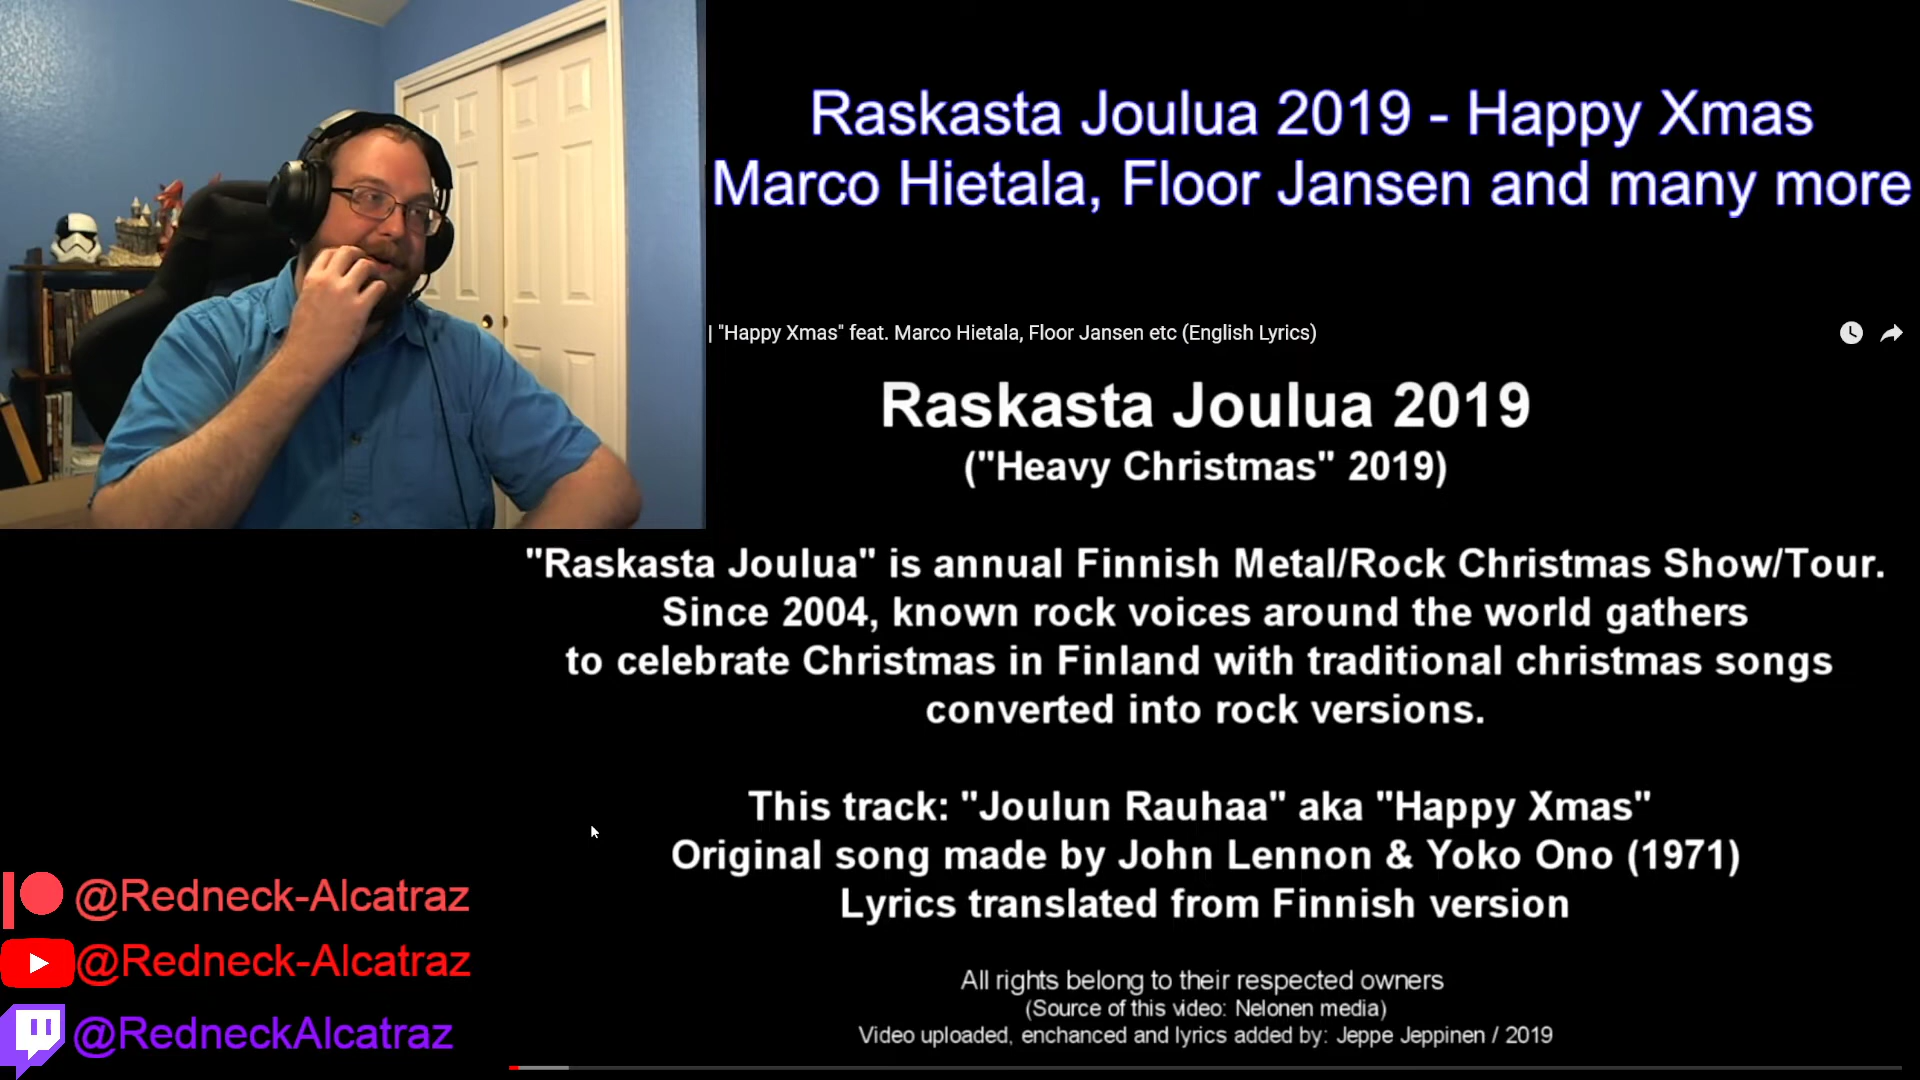 Raskasta Joulua 2019 - Happy Xmas
Marco Hietala, Floor Jansen and many more
| "Happy Xmas" feat. Marco Hietala, Floor Jansen etc (English Lyrics)
Raskasta Joulua 2019
("Heavy Christmas" 2019)
"Raskasta Joulua" is annual Finnish Metal/Rock Christmas Show/Tour.
Since 2004, known rock voices around the world gathers
to celebrate Christmas in Finland with traditional christmas songs
converted into rock versions.
This track: "Joulun Rauhaa" aka "Happy Xmas"
Original song made by John Lennon & Yoko Ono (1971)
Lyrics translated from Finnish version
All rights belong to their respected owners
(Source of this video: Nelonen media)
Video uploaded, enchanced and lyrics added by: Jeppe Jeppinen / 2019
@Redneck-Alcatraz
@Redneck-Alcatraz
@RedneckAlcatraz